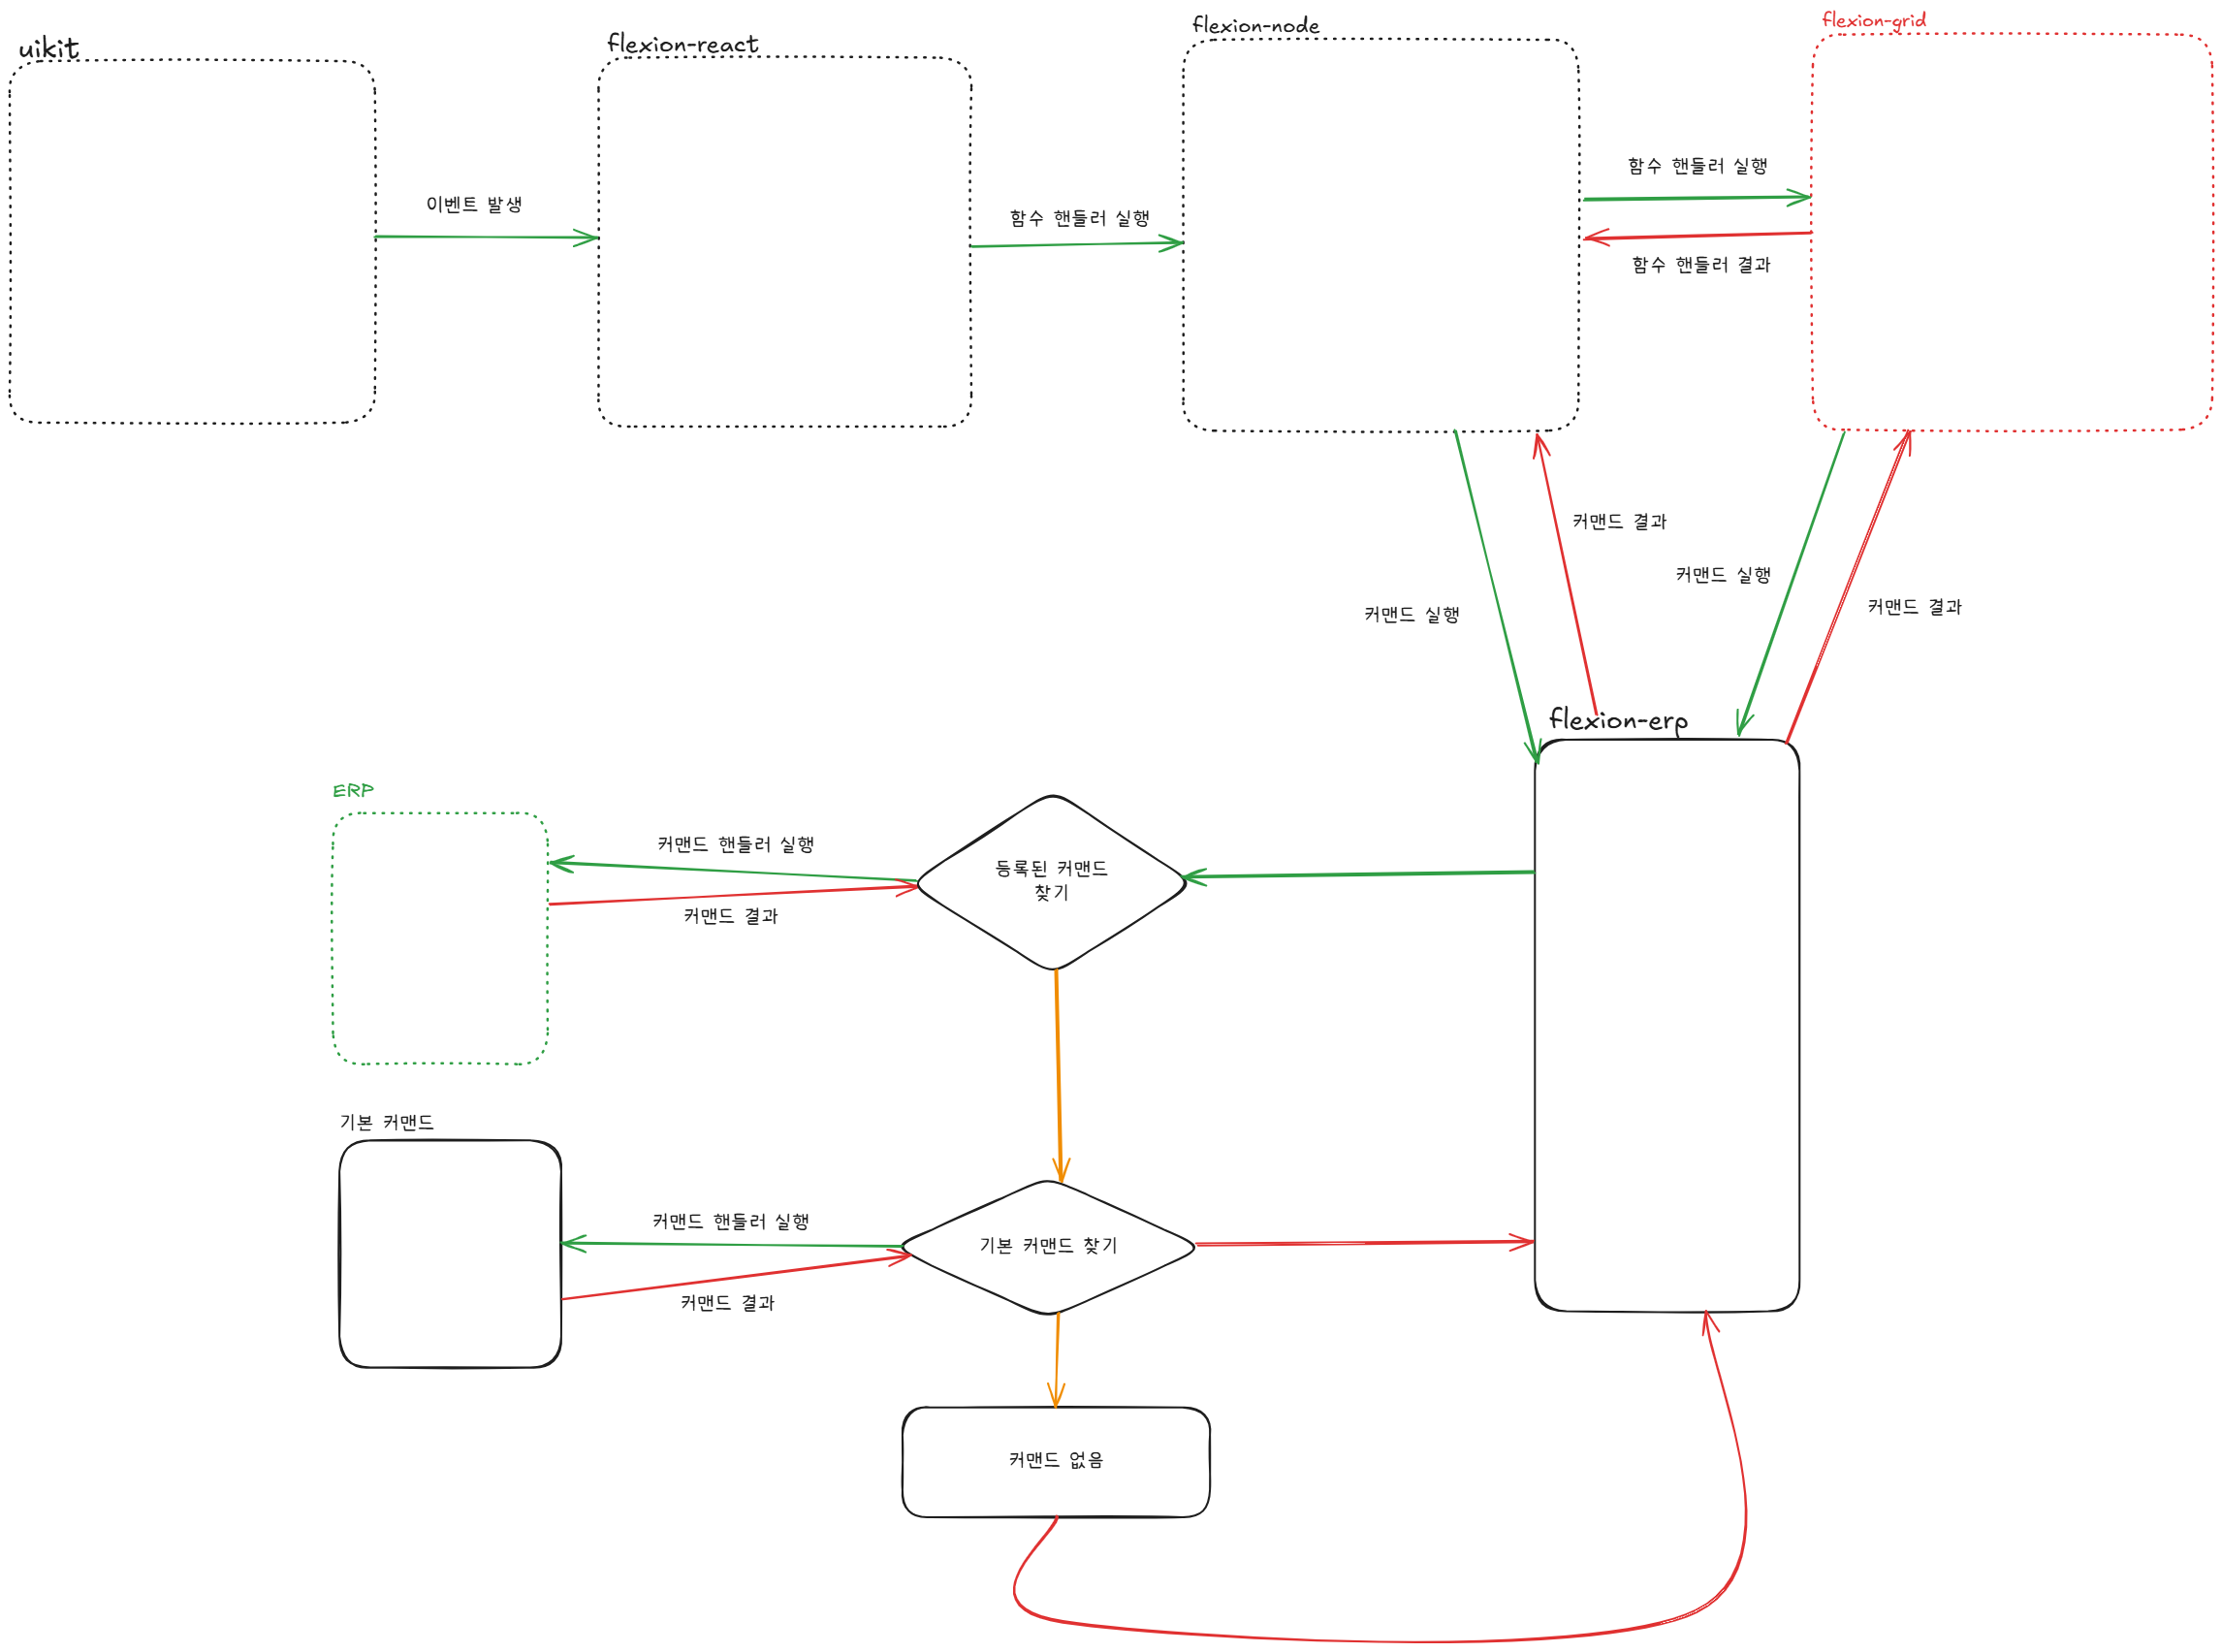 uikit
flexion-react
flexion-node
flexion-grid
이벤트 발생
함수 핸들러 실행
함수 핸들러 실행
함수 핸들러 결과
커맨드 결과
커맨드 실행
커맨드 실행
커맨드 결과
flexion-erp
ERP
커맨드 핸들러 실행
커맨드 결과
등록된 커맨드
찾기
기본 커맨드
커맨드 핸들러 실행
커맨드 결과
기본 커맨드 찾기
커맨드 없음